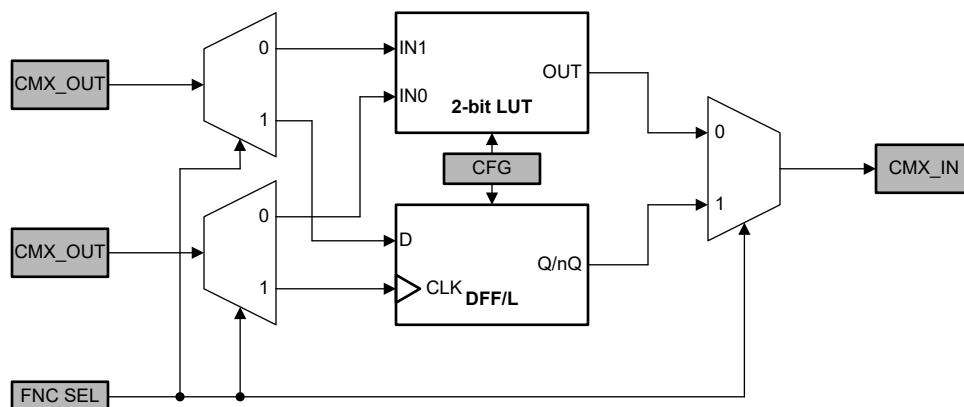 0
IN1
CMX_OUT
OUT
IN0
2-bit LUT
1
0
CFG
CMX_IN
0
1
D
CMX_OUT
Q/nQ
1
CLK
DFF/L
FNC SEL